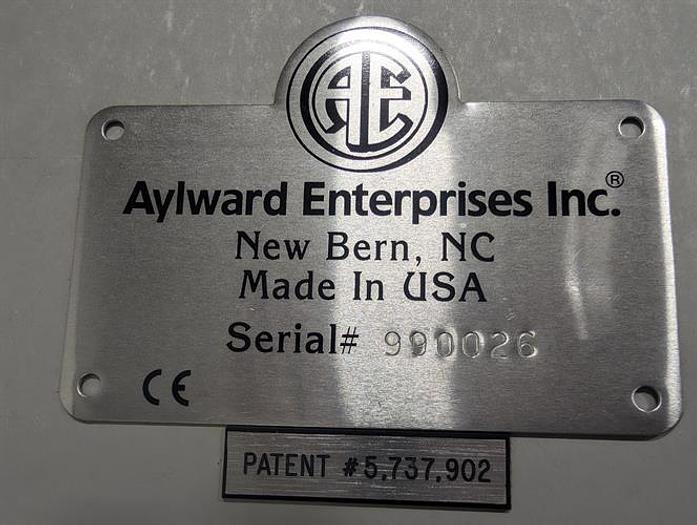 AE
Aylward Enterprises Inc.®
New Bern, NC
Made In USA
Serial# 990026
CE
PATENT #5,737,902